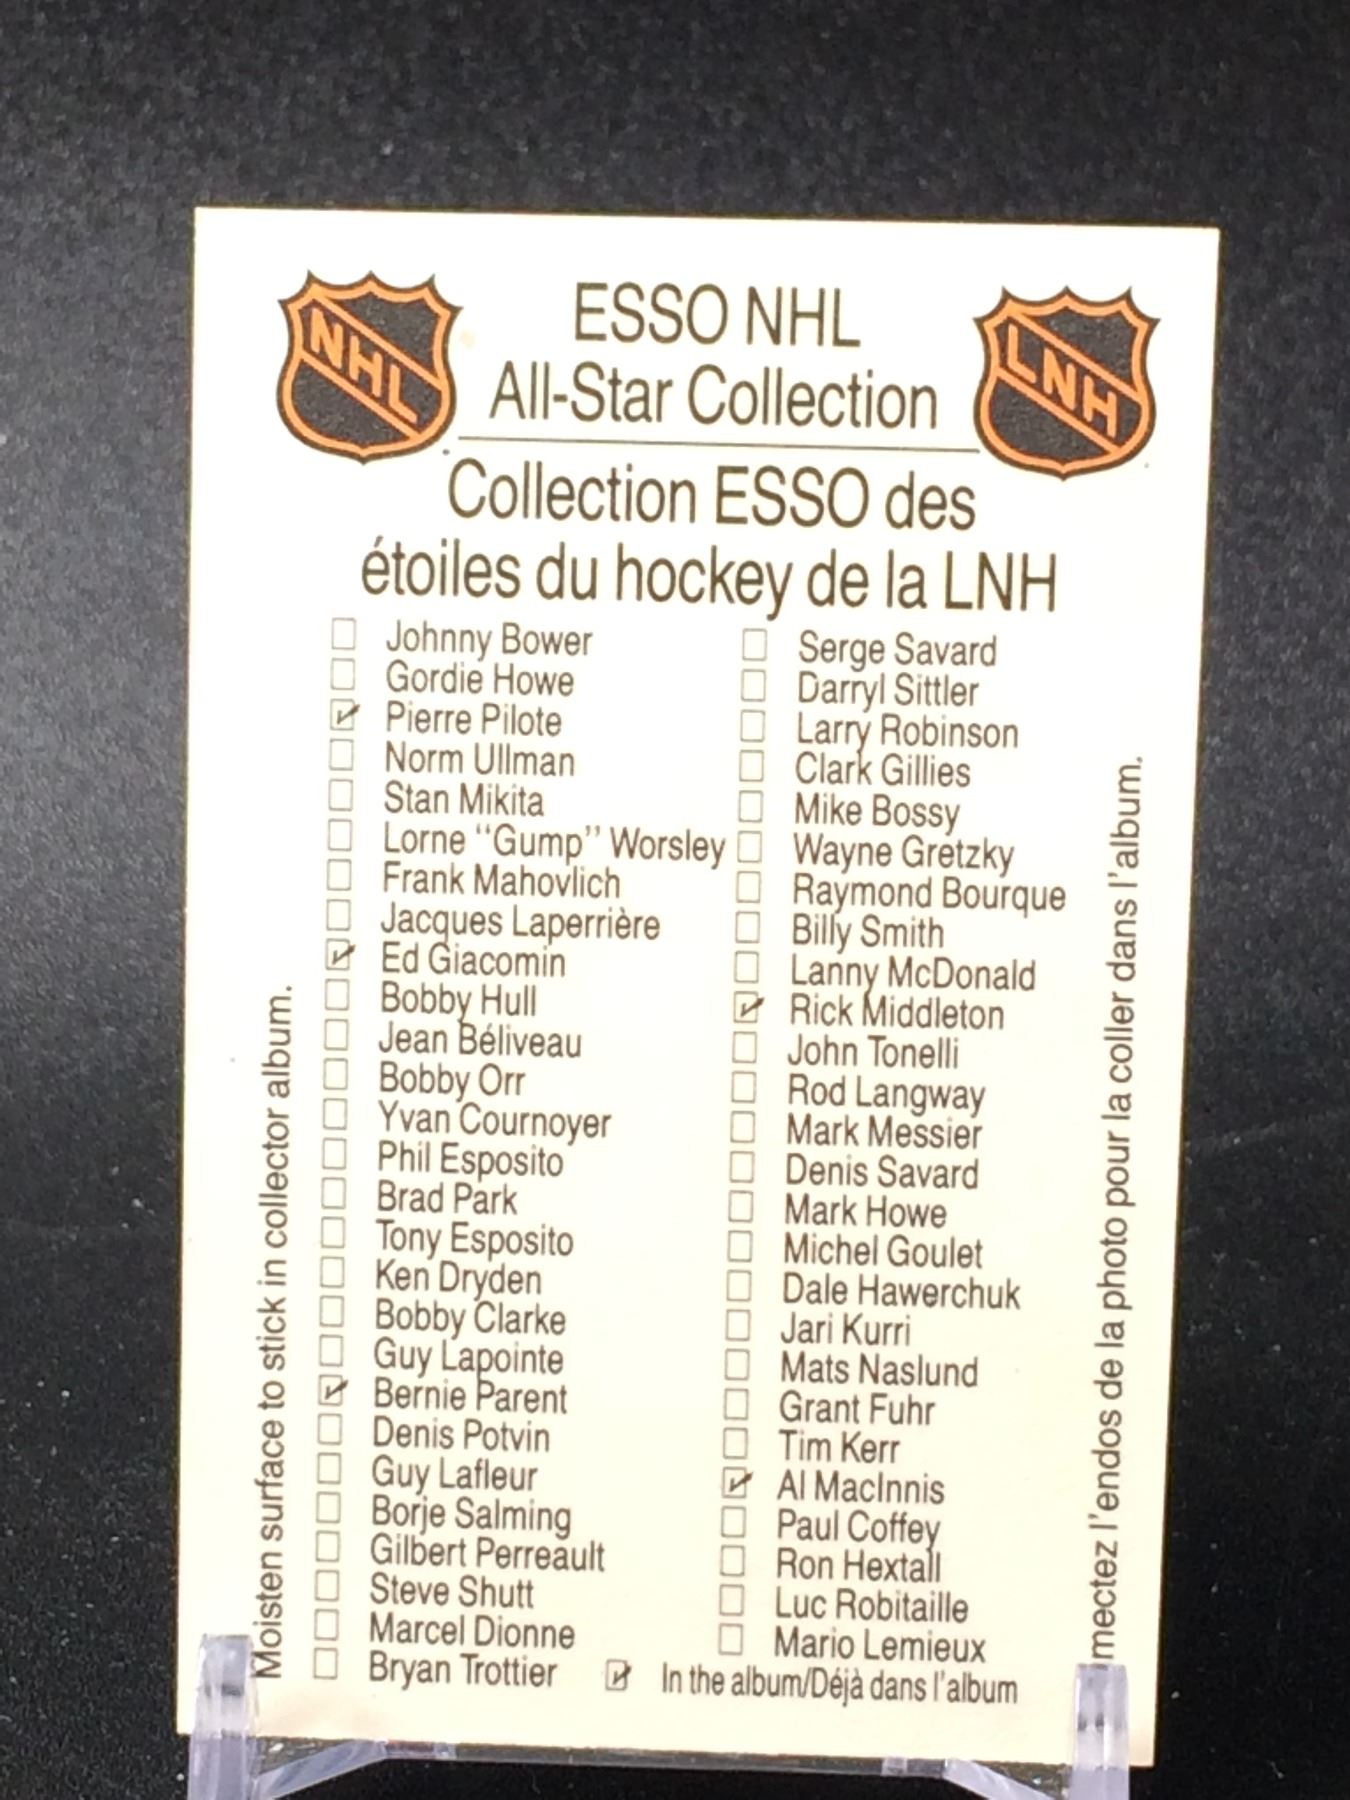 NHL
ESSO NHL
LNH
All-Star Collection
Collection ESSO des
étoiles du hockey de la LNH
Johnny Bower
Gordie Howe
Pierre Pilote
Norm Ullman
Stan Mikita
Lorne "Gump" Worsley
Frank Mahovlich
Jacques Laperrière
Ed Giacomin
Bobby Hull
Jean Béliveau
Bobby Orr
Yvan Cournoyer
Phil Esposito
Brad Park
Tony Esposito
Ken Dryden
Bobby Clarke
Guy Lapointe
Bernie Parent
Denis Potvin
Guy Lafleur
Borje Salming
Gilbert Perreault
Steve Shutt
Marcel Dionne
Bryan Trottier
Serge Savard
Darryl Sittler
Larry Robinson
Clark Gillies
Mike Bossy
Wayne Gretzky
Raymond Bourque
Billy Smith
Lanny McDonald
Rick Middleton
John Tonelli
Rod Langway
Mark Messier
Denis Savard
Mark Howe
Michel Goulet
Dale Hawerchuk
Jari Kurri
Mats Naslund
Grant Fuhr
Tim Kerr
Al MacInnis
Paul Coffey
Ron Hextall
Luc Robitaille
Mario Lemieux
In the album/Déjà dans l'album
Moisten surface to stick in collector album.
mectez l'endos de la photo pour la coller dans l'album.